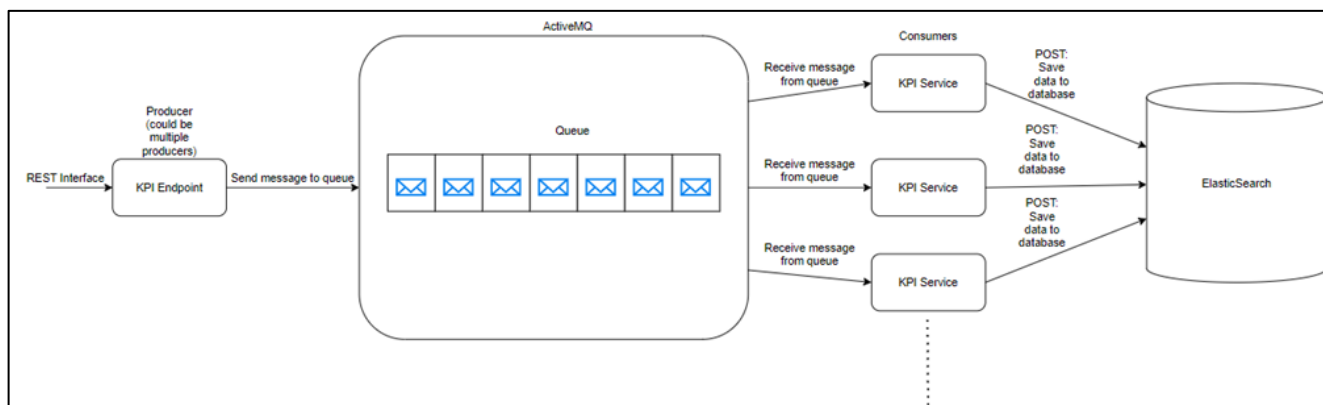 ActiveMQ
Consumers
Producer
(could be
multiple
producers)
REST Interface
KPI Endpoint
Send message to queue
Queue
Receive message
from queue
KPI Service
POST:
Save
data to
database
Receive message
from queue
KPI Service
POST:
Save
data to
database
Receive message
from queue
KPI Service
POST:
Save
data to
database
ElasticSearch